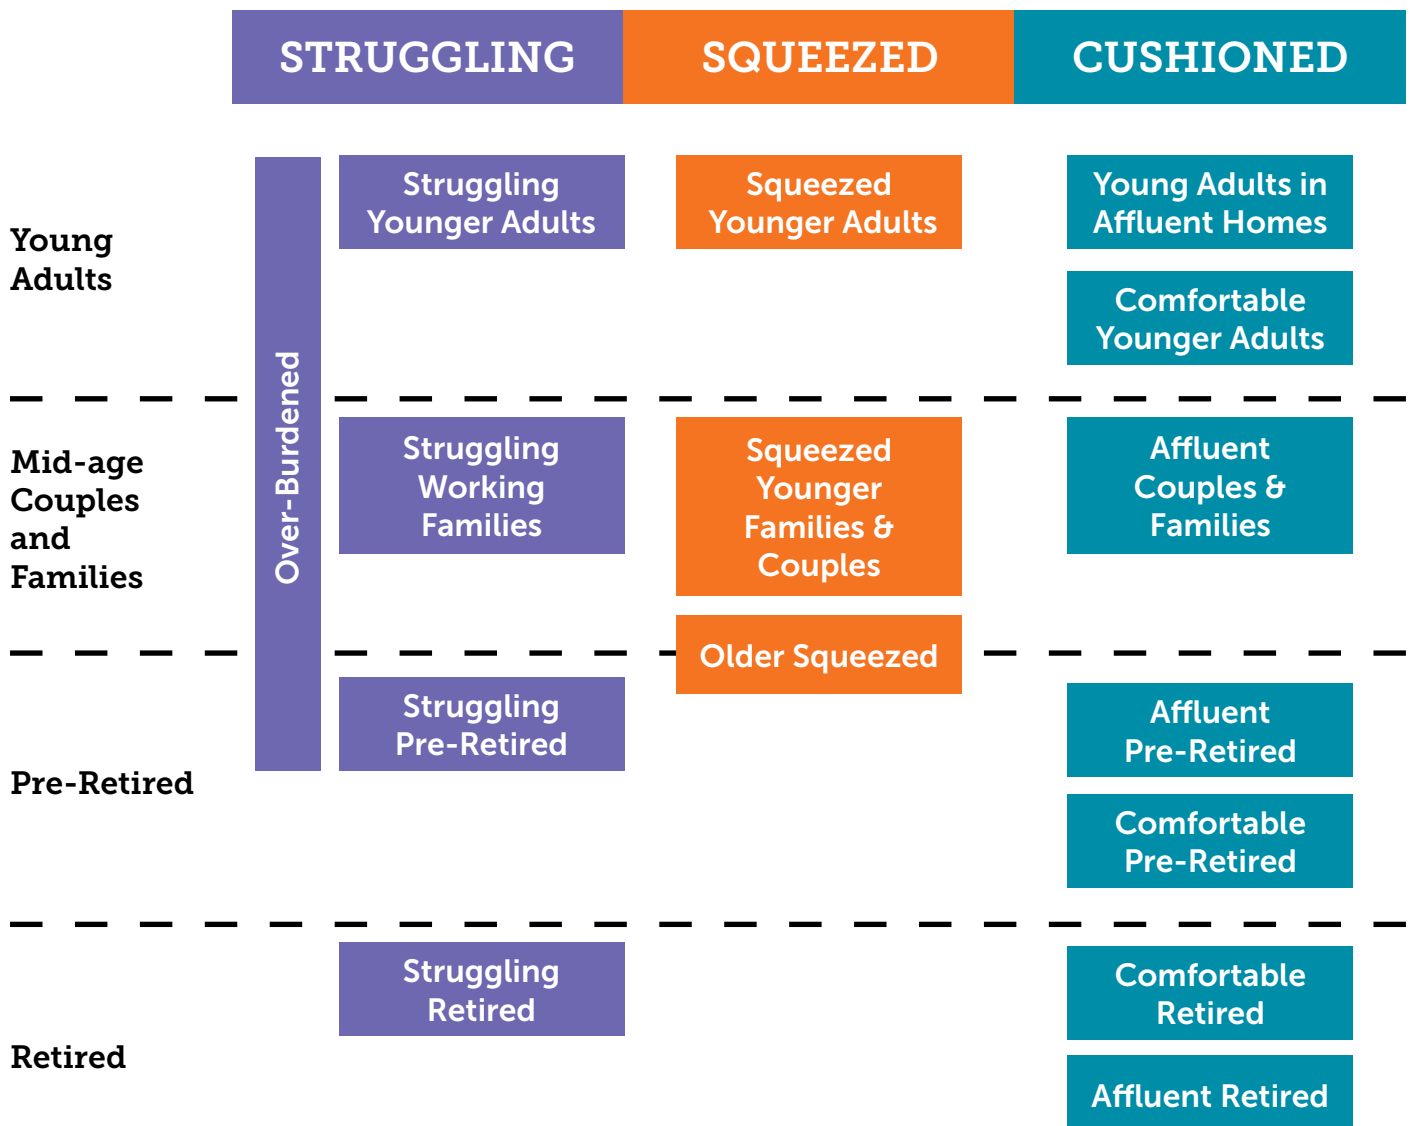 STRUGGLING
SQUEEZED
CUSHIONED
Young
Adults
Over-Burdened
Struggling
Younger Adults
Squeezed
Younger Adults
Young Adults in
Affluent Homes
Comfortable
Younger Adults
Mid-age
Couples
and
Families
Struggling
Working
Families
Squeezed
Younger
Families &
Couples
Affluent
Couples &
Families
Older Squeezed
Pre-Retired
Struggling
Pre-Retired
Affluent
Pre-Retired
Comfortable
Pre-Retired
Retired
Struggling
Retired
Comfortable
Retired
Affluent Retired